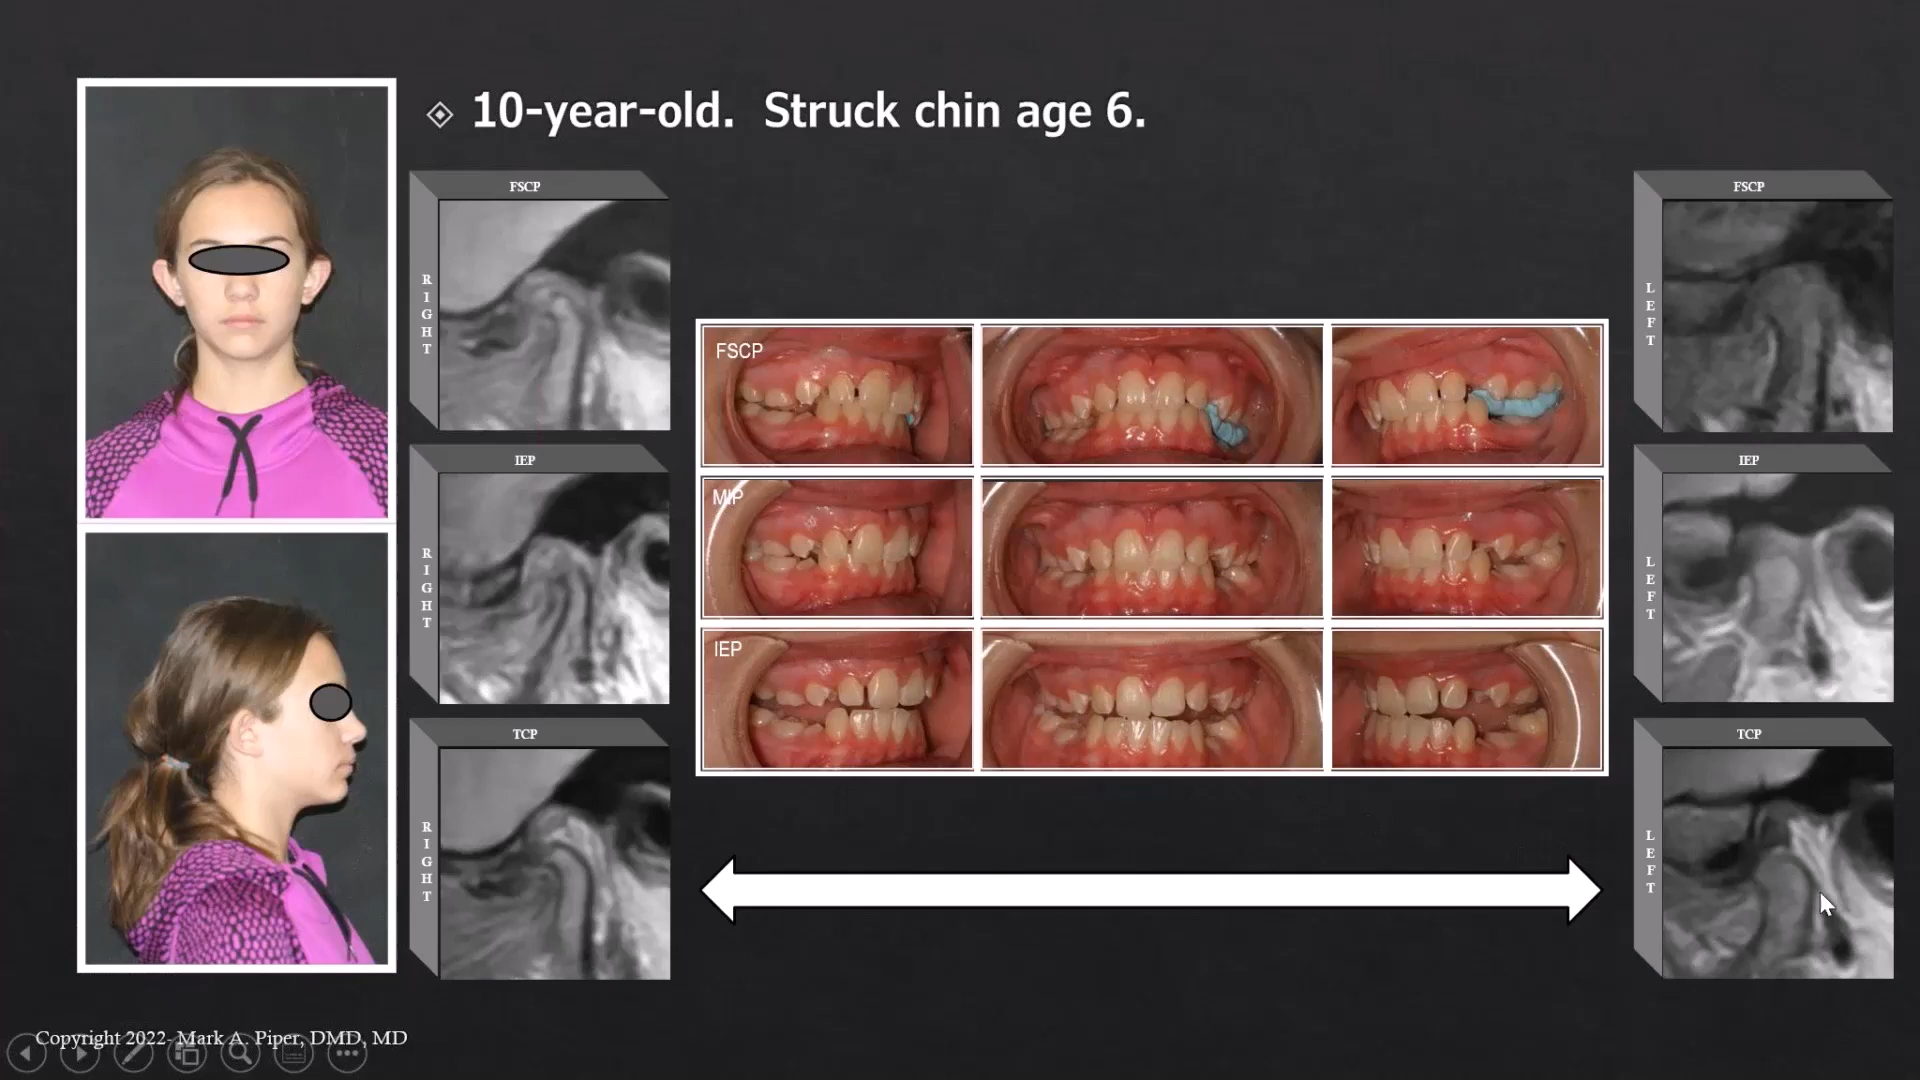 10-year-old. Struck chin age 6.
FSCP
RIGHT
IEP
RIGHT
TCP
RIGHT
FSCP
MIP
IEP
FSCP
LEFT
IEP
LEFT
TCP
LEFT
Copyright 2022- Mark A. Piper, DMD, MD